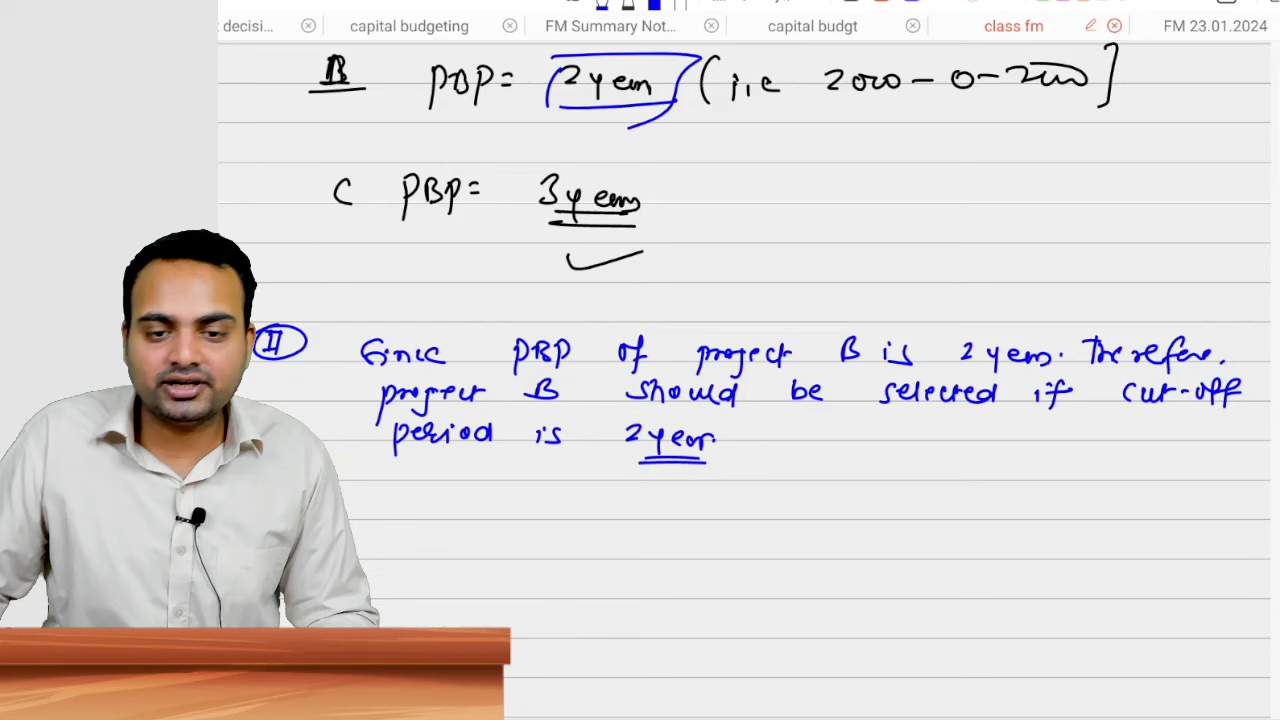 t decisi...
capital budgeting
FM Summary Not...
capital budgt
class fm
FM 23.01.2024
B PBP = 2 years (i,e 2000 - 0 - 2000]
C PBP = 3 years
II Since PBP of project B is 2 years. Therefore.
project B should be selected if cut-off
period is 2 year.